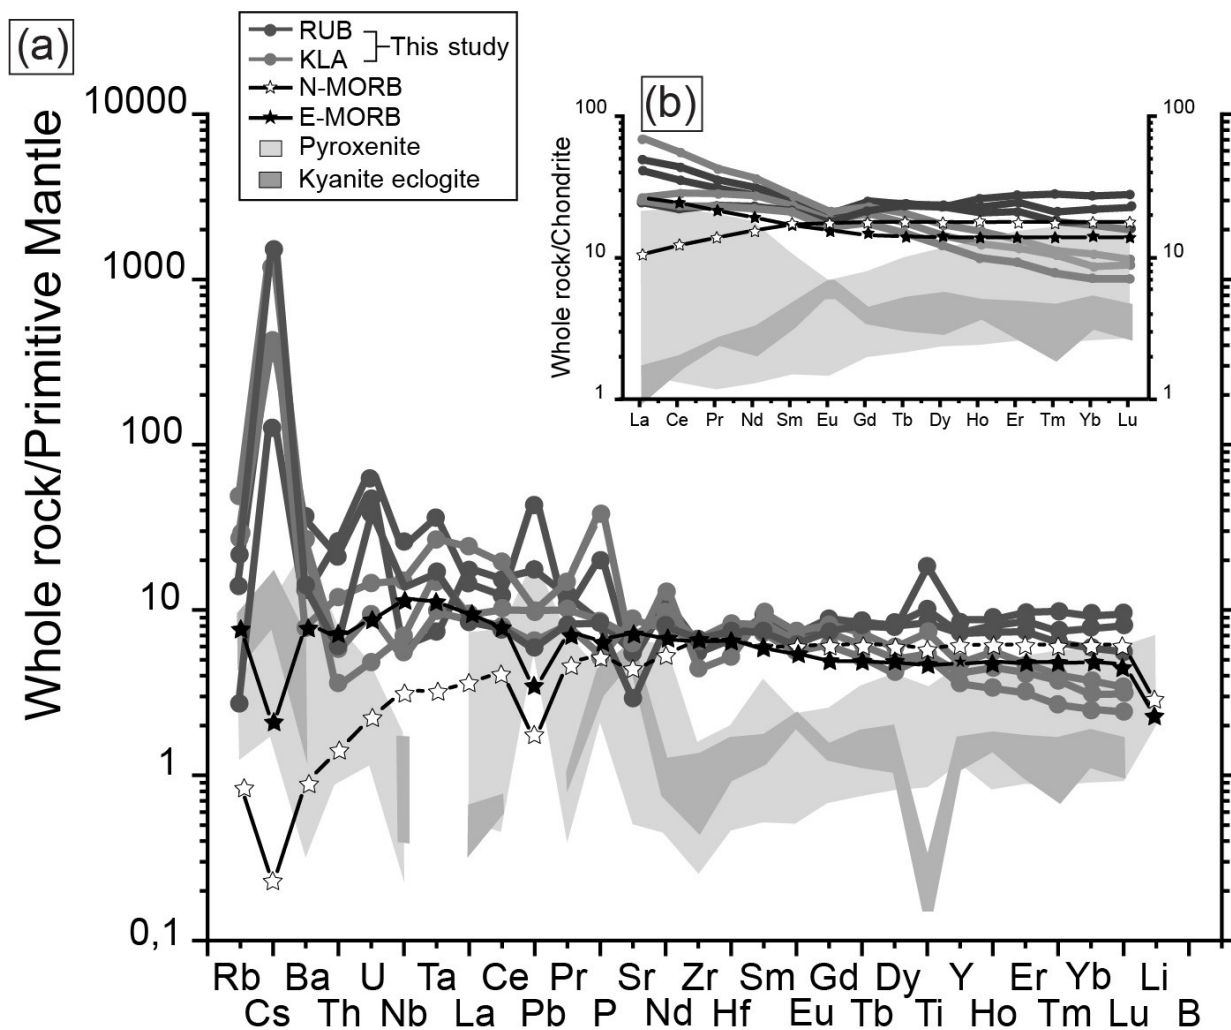 (a)
RUB
KLA
This study
N-MORB
E-MORB
Pyroxenite
Kyanite eclogite
Whole rock/Primitive Mantle
10000
1000
100
10
1
0,1
Rb Ba U Ta Ce Pr Sr Zr Sm Gd Dy Y Er Yb Li
Cs Th Nb La Pb P Nd Hf Eu Tb Ti Ho Tm Lu B
(b)
Whole rock/Chondrite
100
10
1
100
10
1
La Ce Pr Nd Sm Eu Gd Tb Dy Ho Er Tm Yb Lu